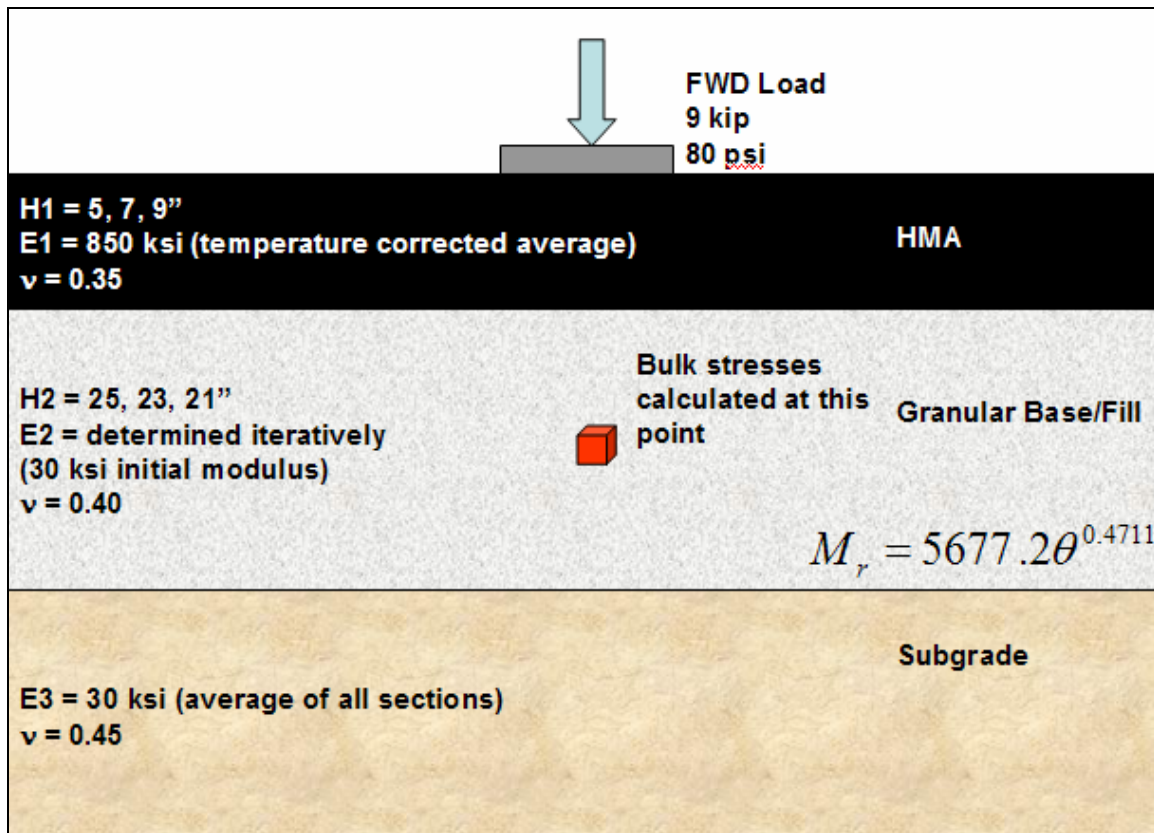 FWD Load
9 kip
80 psi
H1 = 5, 7, 9”
E1 = 850 ksi (temperature corrected average)
ν = 0.35
HMA
H2 = 25, 23, 21”
E2 = determined iteratively
(30 ksi initial modulus)
ν = 0.40
Bulk stresses
calculated at this
point
Granular Base/Fill
M_r = 5677.2θ^0.4711
Subgrade
E3 = 30 ksi (average of all sections)
ν = 0.45